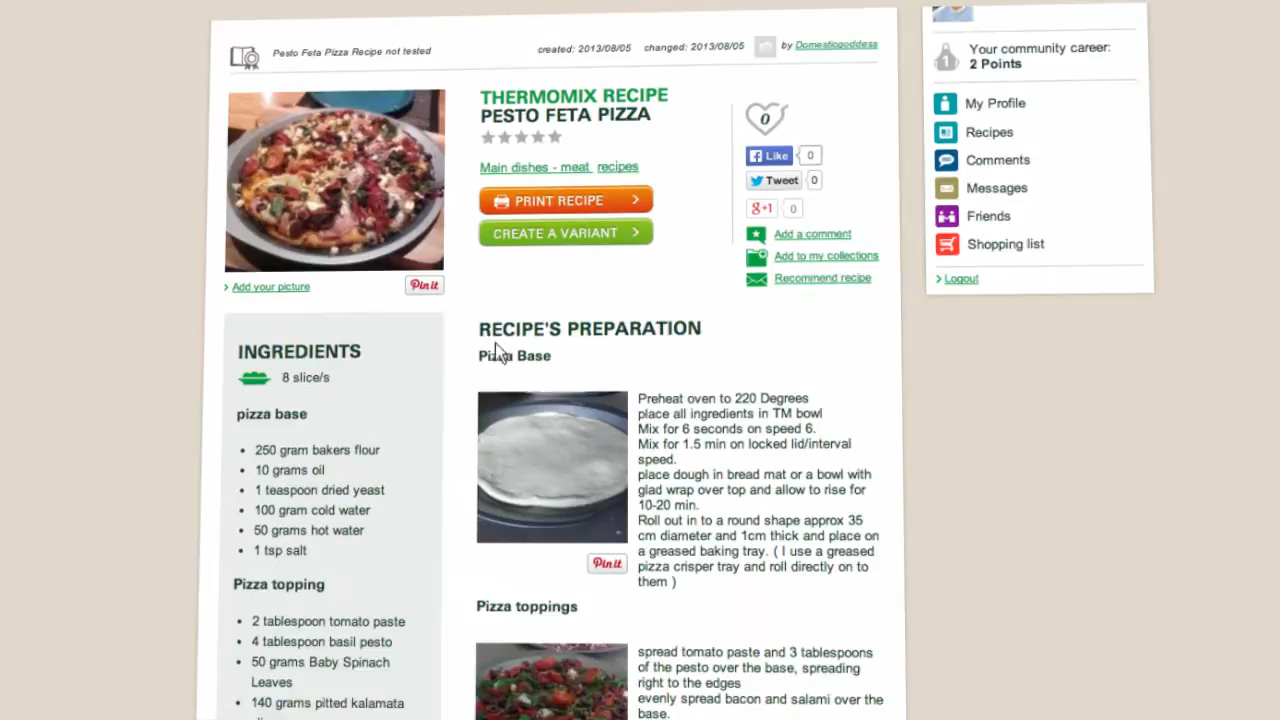 Pesto Feta Pizza Recipe not tested
created: 2013/08/05 changed: 2013/08/05 by Domesticgoddess
THERMOMIX RECIPE
PESTO FETA PIZZA
Main dishes - meat recipes
PRINT RECIPE
CREATE A VARIANT
0
Like 0
Tweet 0
g+1 0
Add a comment
Add to my collections
Recommend recipe
Add your picture
Pin it
INGREDIENTS
8 slice/s
pizza base
• 250 gram bakers flour
• 10 grams oil
• 1 teaspoon dried yeast
• 100 gram cold water
• 50 grams hot water
• 1 tsp salt
Pizza topping
• 2 tablespoon tomato paste
• 4 tablespoon basil pesto
• 50 grams Baby Spinach
Leaves
• 140 grams pitted kalamata
RECIPE'S PREPARATION
Pizza Base
Preheat oven to 220 Degrees
place all ingredients in TM bowl
Mix for 6 seconds on speed 6.
Mix for 1.5 min on locked lid/interval
speed.
place dough in bread mat or a bowl with
glad wrap over top and allow to rise for
10-20 min.
Roll out in to a round shape approx 35
cm diameter and 1cm thick and place on
a greased baking tray. ( I use a greased
pizza crisper tray and roll directly on to
them )
Pin it
Pizza toppings
spread tomato paste and 3 tablespoons
of the pesto over the base, spreading
right to the edges
evenly spread bacon and salami over the
base.
1
Your community career:
2 Points
My Profile
Recipes
Comments
Messages
Friends
Shopping list
Logout